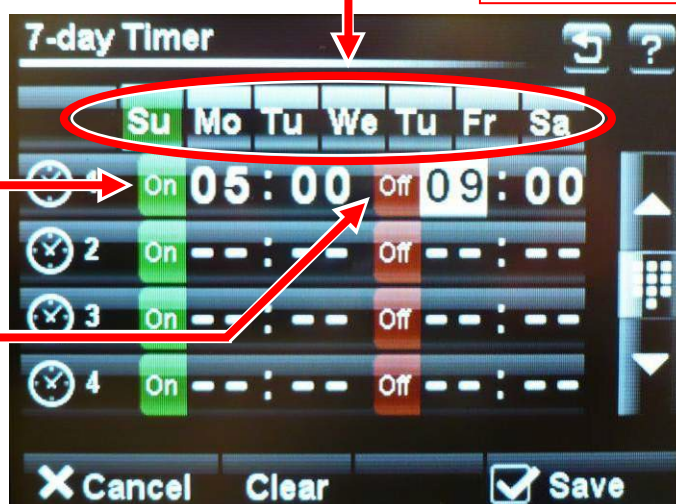 7-day Timer ?
Su Mo Tu We Tu Fr Sa
On 05:00 Off 09:00
2 On --:-- Off --:--
3 On --:-- Off --:--
4 On --:-- Off --:--
Cancel Clear Save